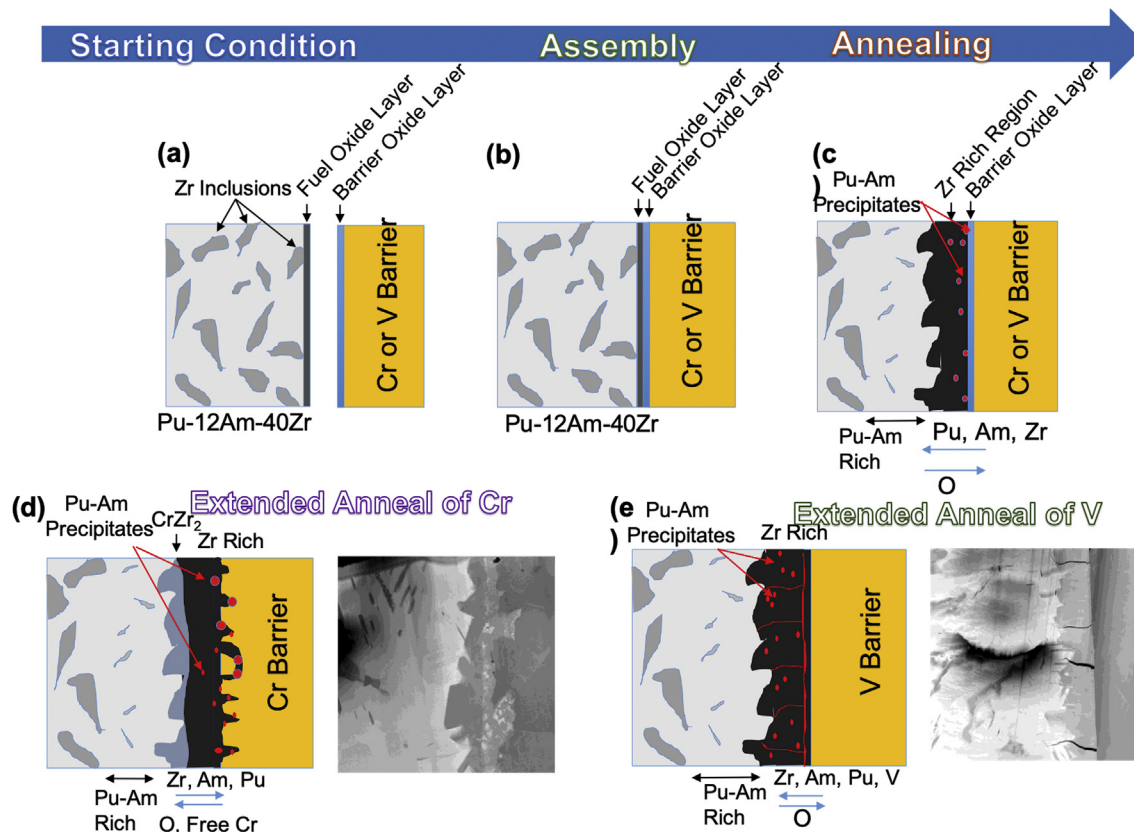 Starting Condition
Assembly
Annealing
(a)
Zr Inclusions
Fuel Oxide Layer
Barrier Oxide Layer
Cr or V Barrier
Pu-12Am-40Zr
(b)
Fuel Oxide Layer
Barrier Oxide Layer
Cr or V Barrier
Pu-12Am-40Zr
(c
)
Pu-Am
Precipitates
Zr Rich Region
Barrier Oxide Layer
Cr or V Barrier
Pu-Am
Rich
Pu, Am, Zr
O
(d)
Extended Anneal of Cr
Pu-Am
Precipitates
CrZr₂
Zr Rich
Cr Barrier
Pu-Am
Rich
Zr, Am, Pu
O, Free Cr
(e
)
Extended Anneal of V
Pu-Am
Precipitates
Zr Rich
V Barrier
Pu-Am
Rich
Zr, Am, Pu, V
O